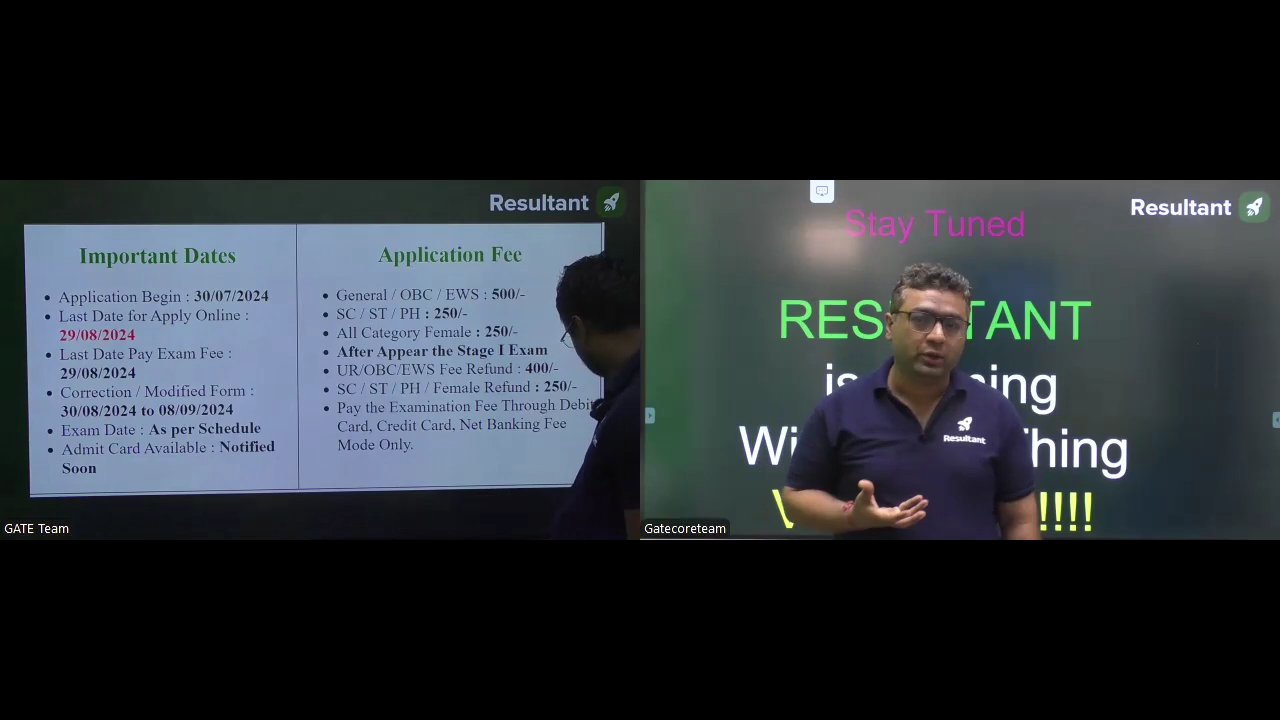 Resultant
Important Dates
Application Begin : 30/07/2024
Last Date for Apply Online :
29/08/2024
Last Date Pay Exam Fee :
29/08/2024
Correction / Modified Form :
30/08/2024 to 08/09/2024
Exam Date : As per Schedule
Admit Card Available : Notified
Soon
Application Fee
General / OBC / EWS : 500/-
SC / ST / PH : 250/-
All Category Female : 250/-
After Appear the Stage I Exam
UR/OBC/EWS Fee Refund : 400/-
SC / ST / PH / Female Refund : 250/-
Pay the Examination Fee Through Debit
Card, Credit Card, Net Banking Fee
Mode Only.
GATE Team
Resultant
Stay Tuned
RESULTANT
is
!!!!
Resultant
Gatecoreteam